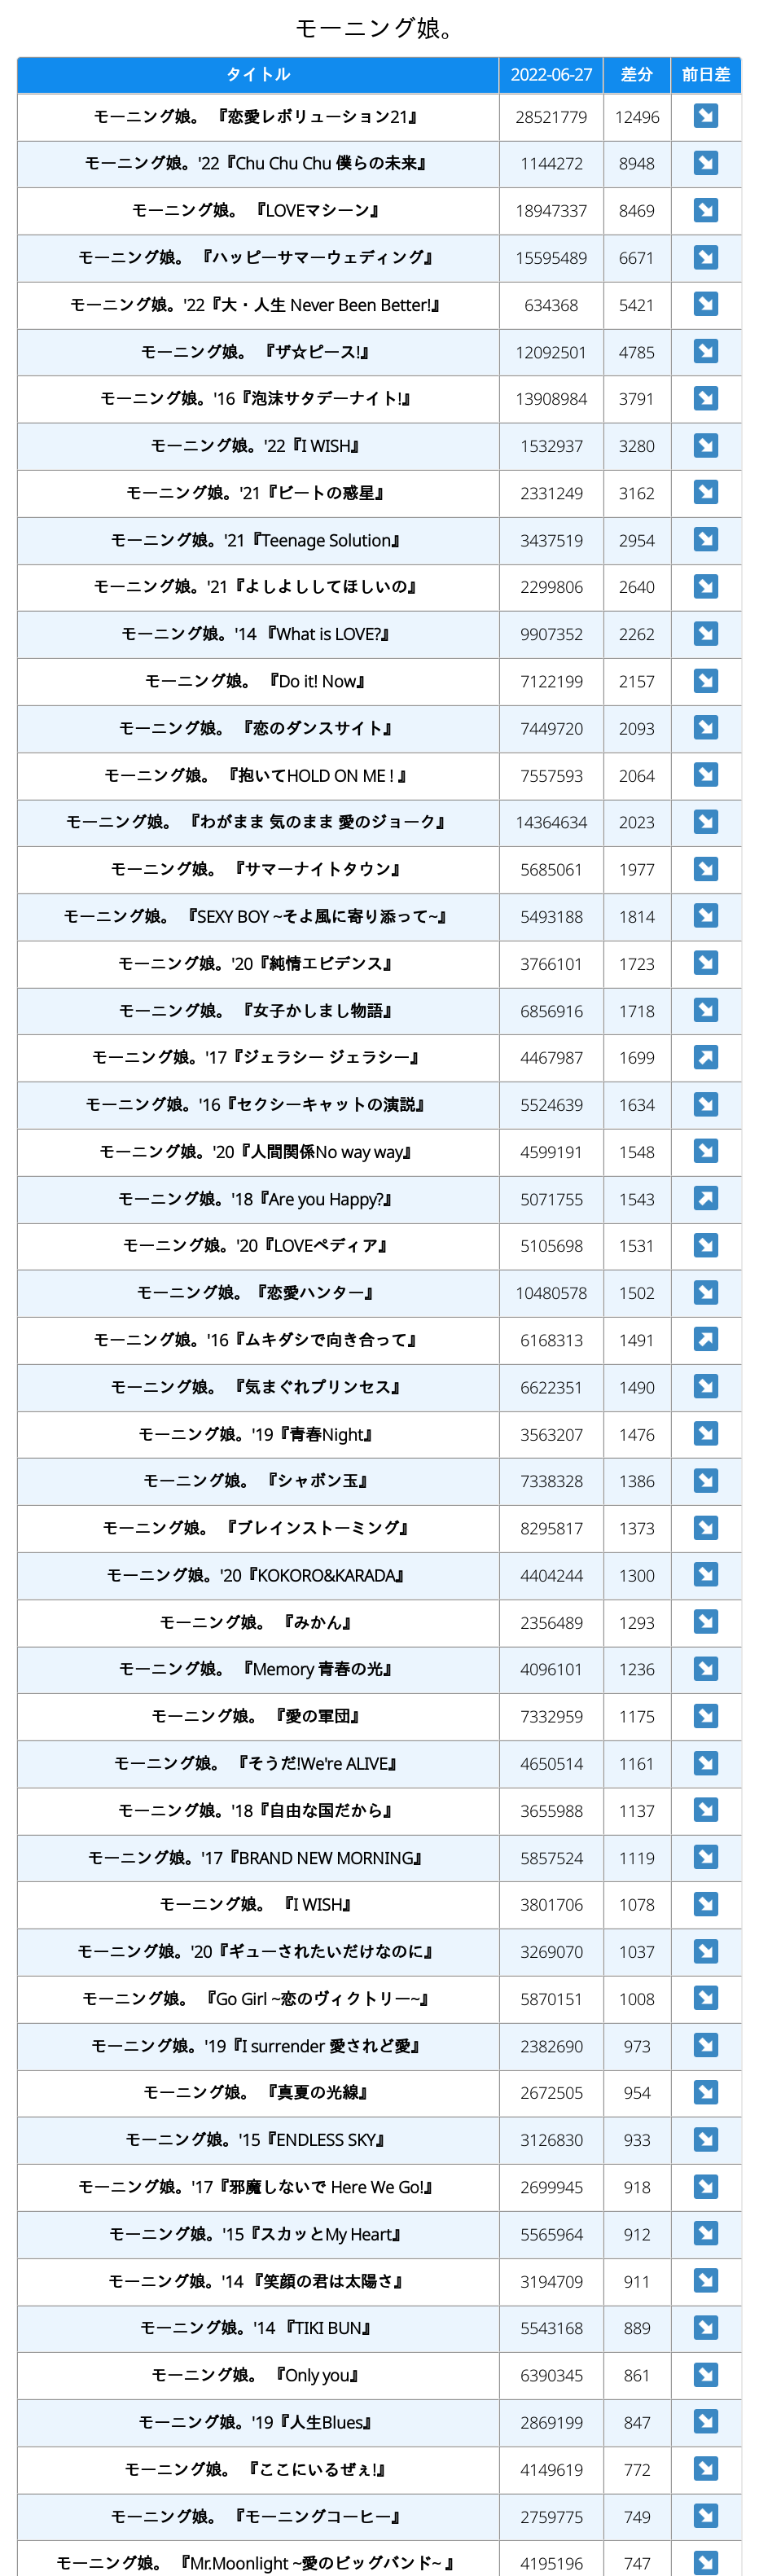 モーニング娘。
タイトル 2022-06-27 差分 前日差
モーニング娘。 『恋愛レボリューション21』 28521779 12496 ↘
モーニング娘。'22『Chu Chu Chu 僕らの未来』 1144272 8948 ↘
モーニング娘。 『LOVEマシーン』 18947337 8469 ↘
モーニング娘。 『ハッピーサマーウェディング』 15595489 6671 ↘
モーニング娘。'22『大・人生 Never Been Better!』 634368 5421 ↘
モーニング娘。 『ザ☆ピース!』 12092501 4785 ↘
モーニング娘。'16『泡沫サタデーナイト!』 13908984 3791 ↘
モーニング娘。'22『I WISH』 1532937 3280 ↘
モーニング娘。'21『ビートの惑星』 2331249 3162 ↘
モーニング娘。'21『Teenage Solution』 3437519 2954 ↘
モーニング娘。'21『よしよししてほしいの』 2299806 2640 ↘
モーニング娘。'14 『What is LOVE?』 9907352 2262 ↘
モーニング娘。 『Do it! Now』 7122199 2157 ↘
モーニング娘。 『恋のダンスサイト』 7449720 2093 ↘
モーニング娘。 『抱いてHOLD ON ME ! 』 7557593 2064 ↘
モーニング娘。 『わがまま 気のまま 愛のジョーク』 14364634 2023 ↘
モーニング娘。 『サマーナイトタウン』 5685061 1977 ↘
モーニング娘。 『SEXY BOY ~そよ風に寄り添って~』 5493188 1814 ↘
モーニング娘。'20『純情エビデンス』 3766101 1723 ↘
モーニング娘。 『女子かしまし物語』 6856916 1718 ↘
モーニング娘。'17『ジェラシー ジェラシー』 4467987 1699 ↗
モーニング娘。'16『セクシーキャットの演説』 5524639 1634 ↘
モーニング娘。'20『人間関係No way way』 4599191 1548 ↘
モーニング娘。'18『Are you Happy?』 5071755 1543 ↗
モーニング娘。'20『LOVEペディア』 5105698 1531 ↘
モーニング娘。『恋愛ハンター』 10480578 1502 ↘
モーニング娘。'16『ムキダシで向き合って』 6168313 1491 ↗
モーニング娘。 『気まぐれプリンセス』 6622351 1490 ↘
モーニング娘。'19『青春Night』 3563207 1476 ↘
モーニング娘。 『シャボン玉』 7338328 1386 ↘
モーニング娘。 『ブレインストーミング』 8295817 1373 ↘
モーニング娘。'20『KOKORO&KARADA』 4404244 1300 ↘
モーニング娘。 『みかん』 2356489 1293 ↘
モーニング娘。 『Memory 青春の光』 4096101 1236 ↘
モーニング娘。 『愛の軍団』 7332959 1175 ↘
モーニング娘。 『そうだ!We're ALIVE』 4650514 1161 ↘
モーニング娘。'18『自由な国だから』 3655988 1137 ↘
モーニング娘。'17『BRAND NEW MORNING』 5857524 1119 ↘
モーニング娘。 『I WISH』 3801706 1078 ↘
モーニング娘。'20『ギューされたいだけなのに』 3269070 1037 ↘
モーニング娘。 『Go Girl ~恋のヴィクトリー~』 5870151 1008 ↘
モーニング娘。'19『I surrender 愛されど愛』 2382690 973 ↘
モーニング娘。 『真夏の光線』 2672505 954 ↘
モーニング娘。'15『ENDLESS SKY』 3126830 933 ↘
モーニング娘。'17『邪魔しないで Here We Go!』 2699945 918 ↘
モーニング娘。'15『スカッとMy Heart』 5565964 912 ↘
モーニング娘。'14 『笑顔の君は太陽さ』 3194709 911 ↘
モーニング娘。'14 『TIKI BUN』 5543168 889 ↘
モーニング娘。 『Only you』 6390345 861 ↘
モーニング娘。'19『人生Blues』 2869199 847 ↘
モーニング娘。 『ここにいるぜぇ!』 4149619 772 ↘
モーニング娘。 『モーニングコーヒー』 2759775 749 ↘
モーニング娘。 『Mr.Moonlight ~愛のビッグバンド~ 』 4195196 747 ↘